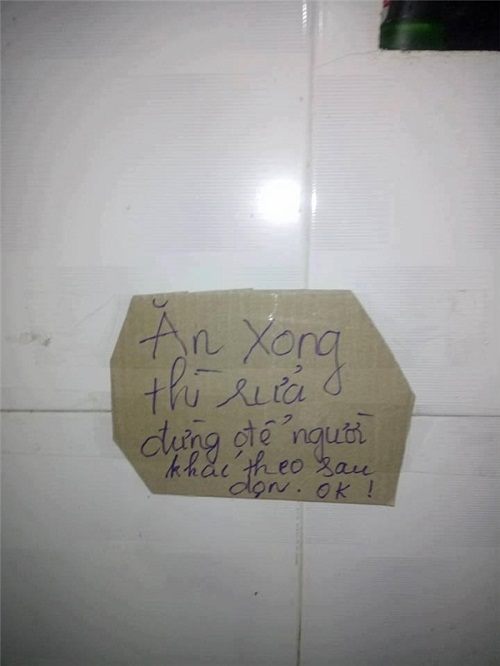 Ăn xong
thì rửa
đừng để người
khác theo sau
dọn. OK!